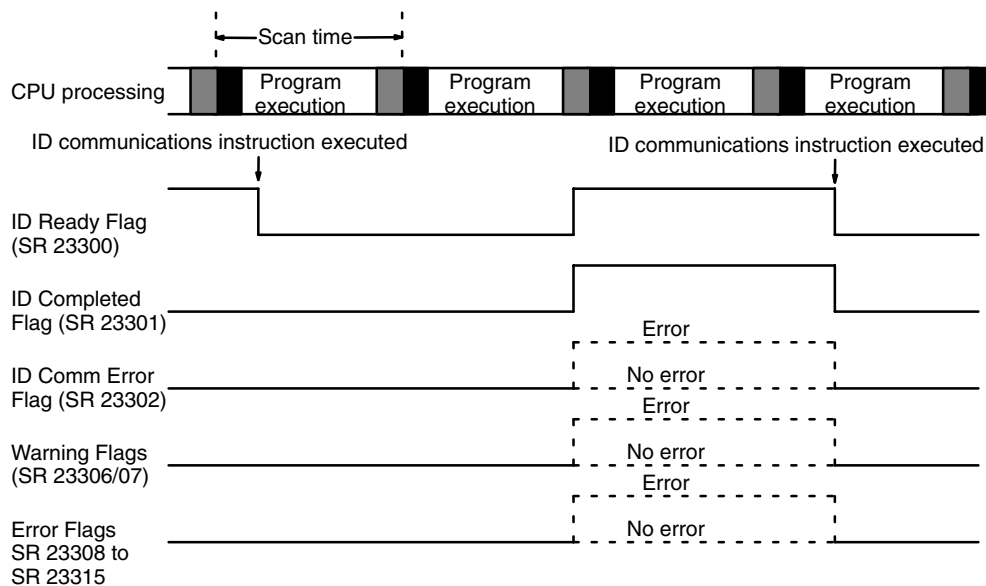 Scan time
CPU processing
Program
execution
Program
execution
Program
execution
Program
execution
ID communications instruction executed
ID communications instruction executed
ID Ready Flag
(SR 23300)
ID Completed
Flag (SR 23301)
Error
ID Comm Error
Flag (SR 23302)
No error
Error
Warning Flags
(SR 23306/07)
No error
Error
Error Flags
SR 23308 to
SR 23315
No error